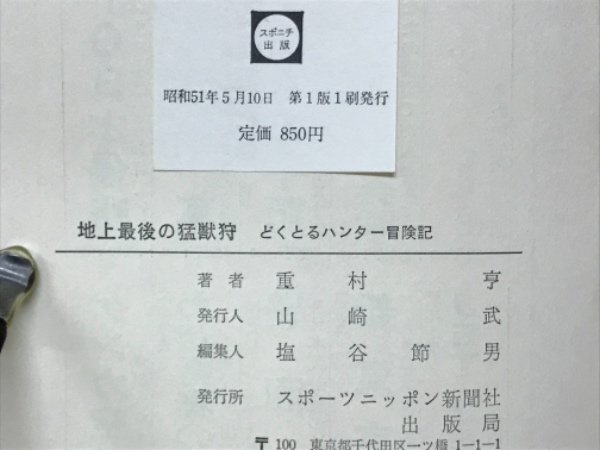 スポニチ
出版
昭和51年5月10日　第1版1刷発行
定価 850円
地上最後の猛獣狩　どくとるハンター冒険記
著者　重村亨
発行人　山崎武
編集人　塩谷節男
発行所　スポーツニッポン新聞社
出版局
〒100　東京都千代田区一ツ橋 1―1―1